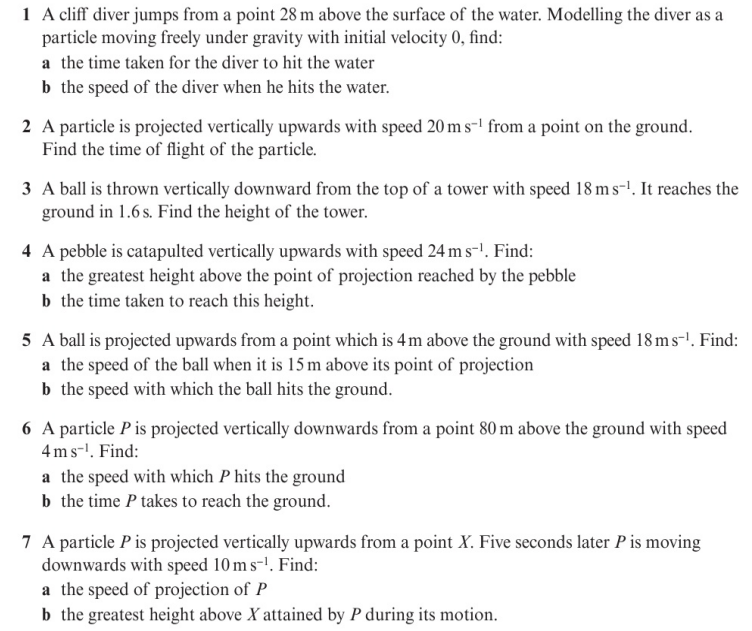 1 A cliff diver jumps from a point 28 m above the surface of the water. Modelling the diver as a
particle moving freely under gravity with initial velocity 0, find:
a the time taken for the diver to hit the water
b the speed of the diver when he hits the water.
2 A particle is projected vertically upwards with speed 20 m s⁻¹ from a point on the ground.
Find the time of flight of the particle.
3 A ball is thrown vertically downward from the top of a tower with speed 18 m s⁻¹. It reaches the
ground in 1.6 s. Find the height of the tower.
4 A pebble is catapulted vertically upwards with speed 24 m s⁻¹. Find:
a the greatest height above the point of projection reached by the pebble
b the time taken to reach this height.
5 A ball is projected upwards from a point which is 4 m above the ground with speed 18 m s⁻¹. Find:
a the speed of the ball when it is 15 m above its point of projection
b the speed with which the ball hits the ground.
6 A particle P is projected vertically downwards from a point 80 m above the ground with speed
4 m s⁻¹. Find:
a the speed with which P hits the ground
b the time P takes to reach the ground.
7 A particle P is projected vertically upwards from a point X. Five seconds later P is moving
downwards with speed 10 m s⁻¹. Find:
a the speed of projection of P
b the greatest height above X attained by P during its motion.